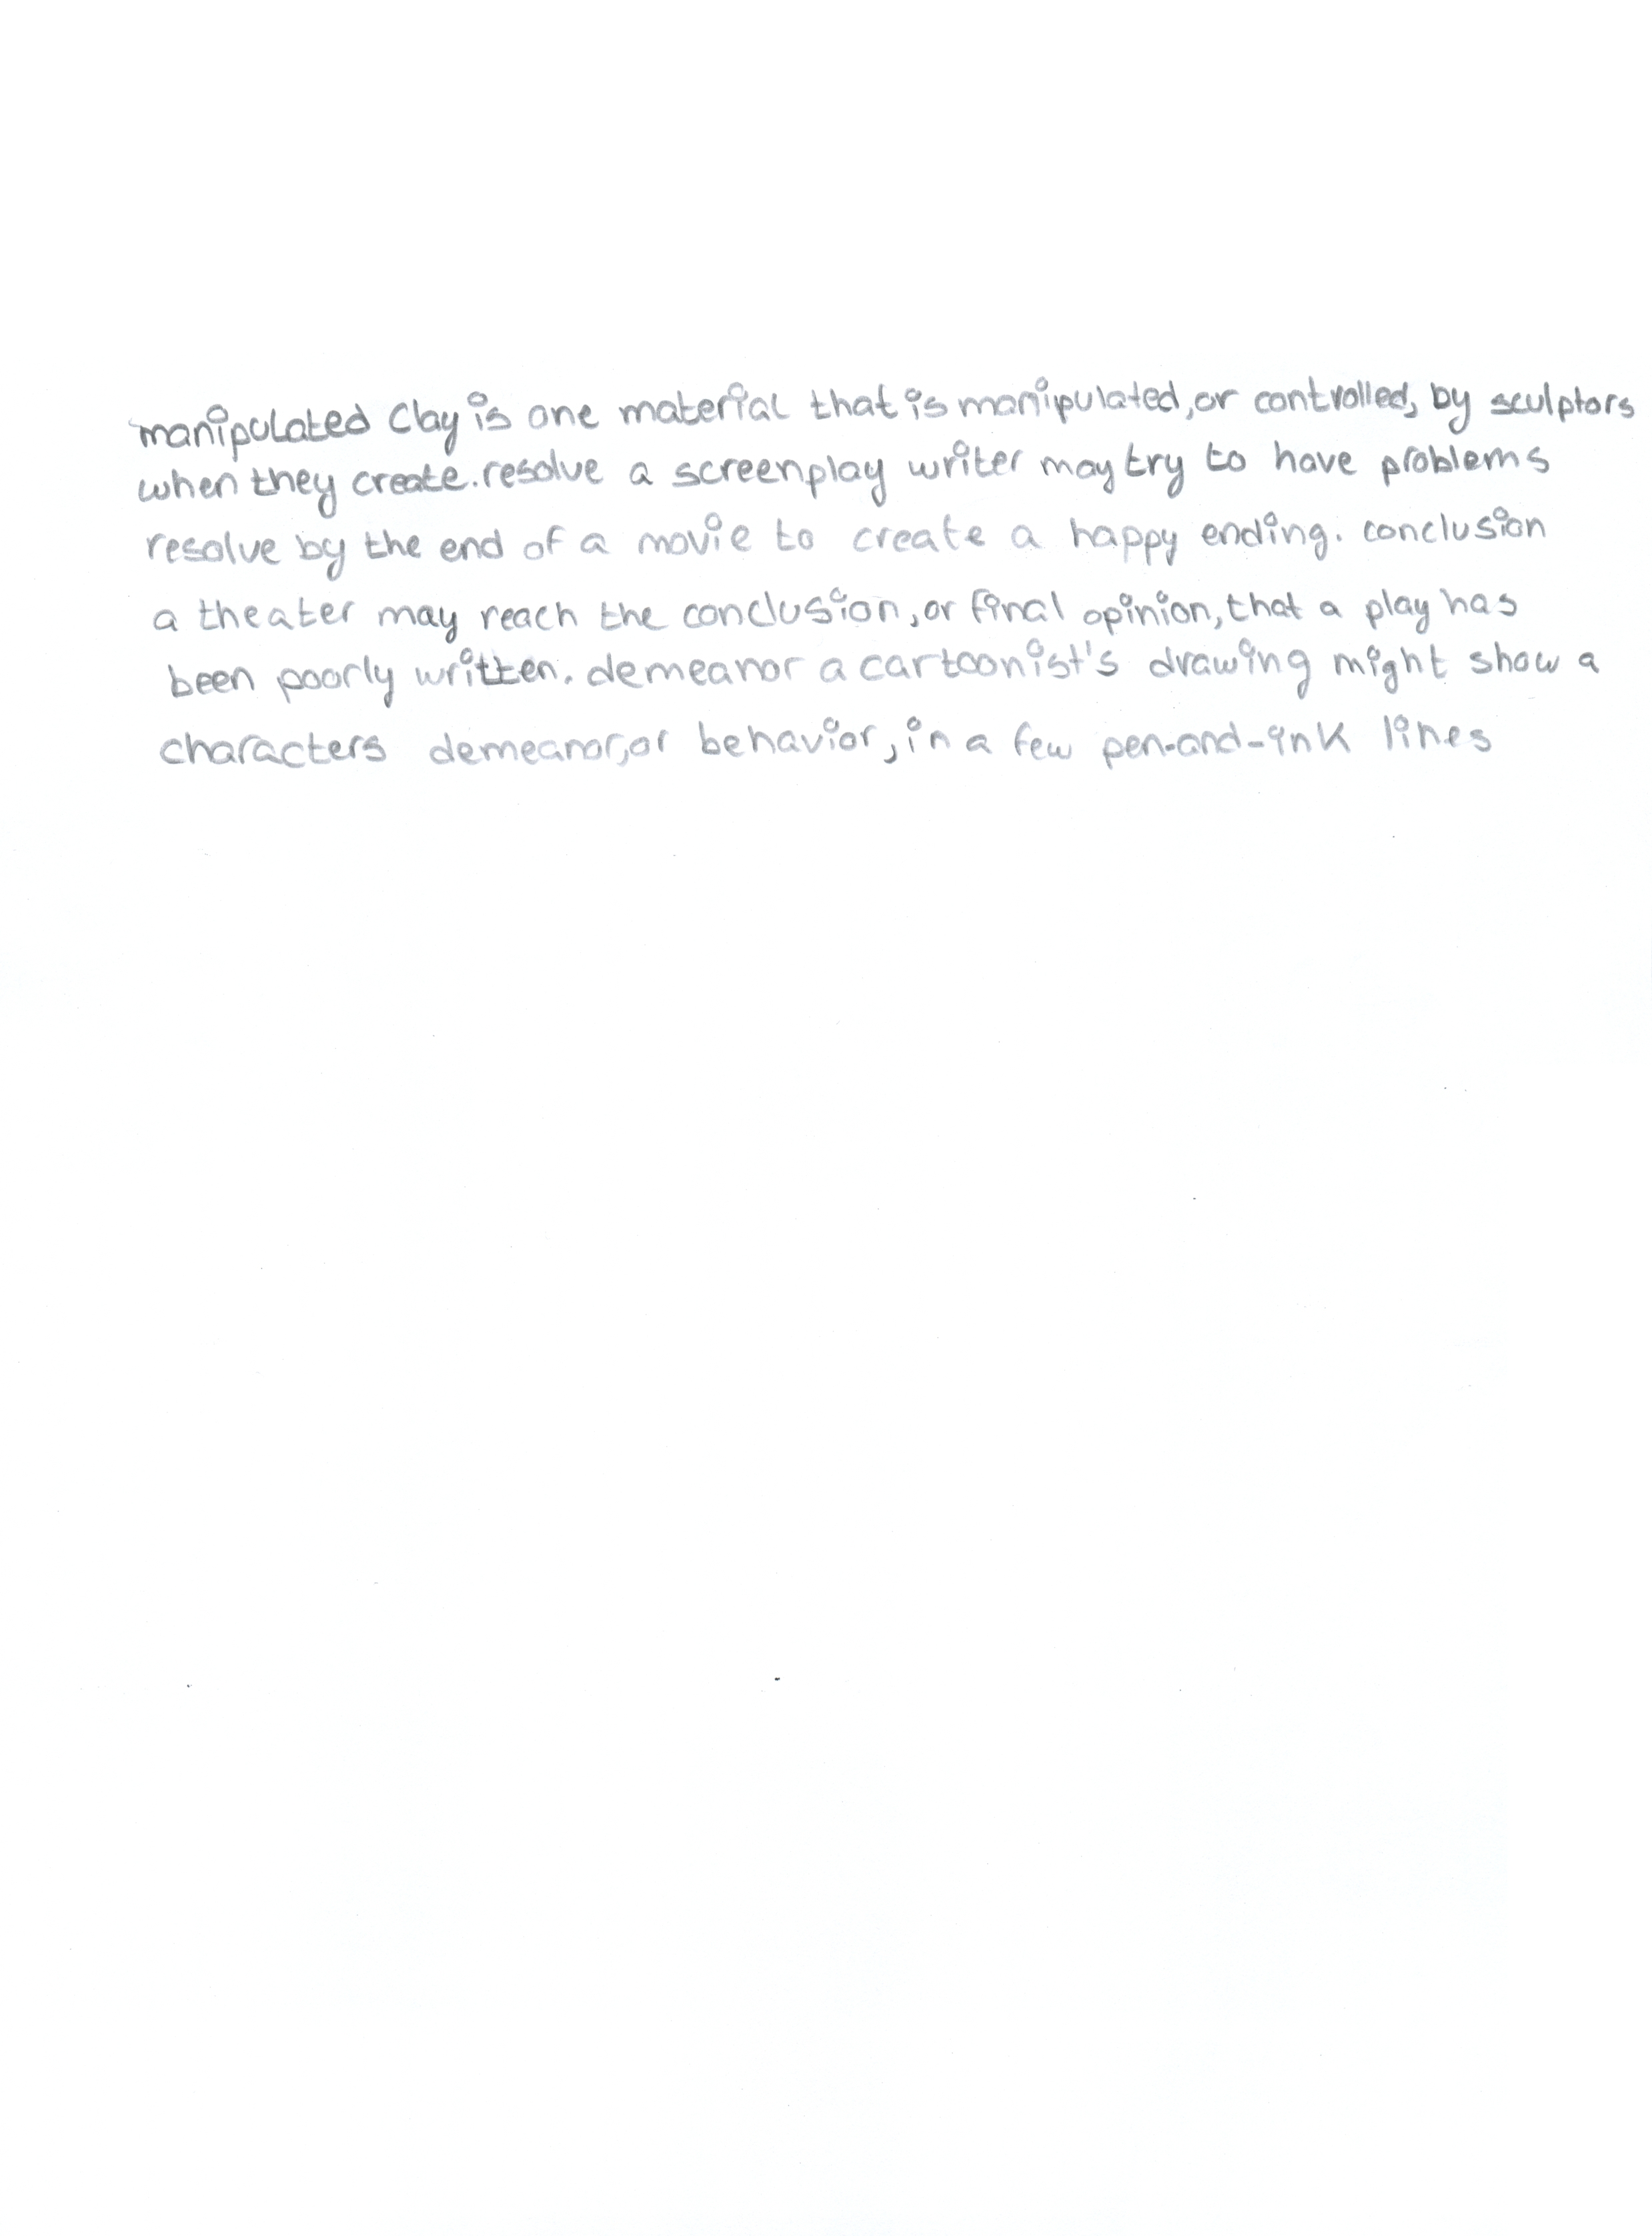 manipulated Clay is one material that is manipulated, or controlled, by sculptors
when they create. resolve a screenplay writer may try to have problems
resolve by the end of a movie to create a happy ending. conclusion
a theater may reach the conclusion, or final opinion, that a play has
been poorly written. demeanor a cartoonist's drawing might show a
characters demeanor, or behavior, in a few pen-and-ink lines